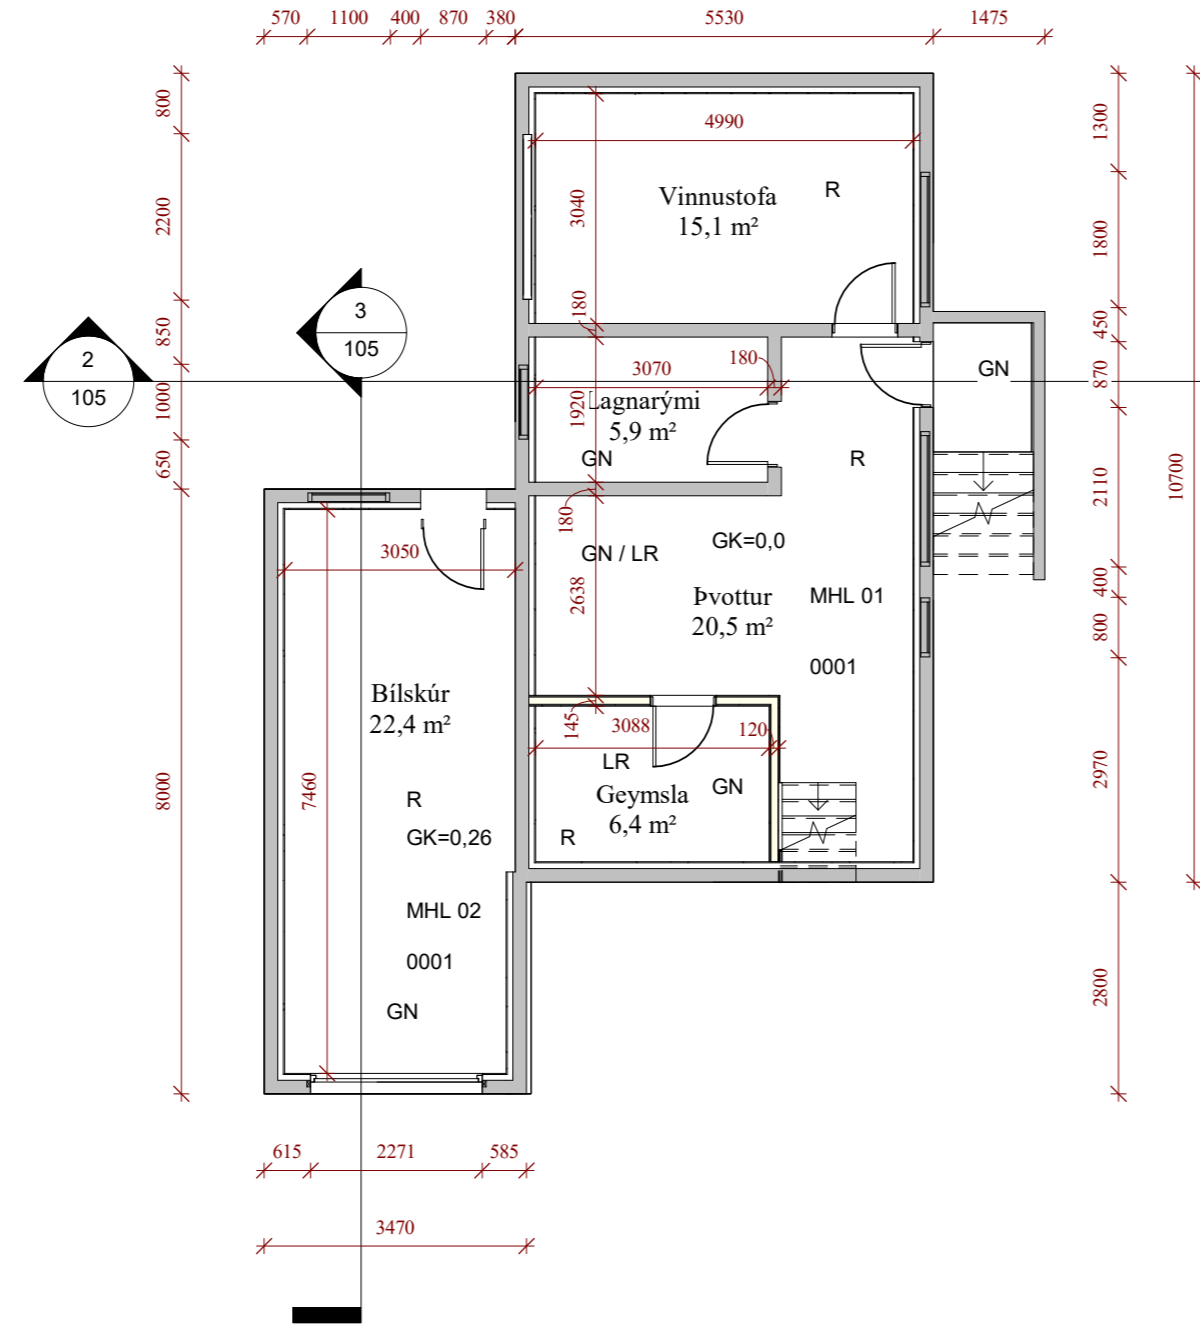 570 1100 400 870 380 5530 1475
800
2200
850
1000
650
8000
1300
1800
450
870
2110
400
800
2970
2800
10700
4990
3040
Vinnustofa
15,1 m²
R
180
3
105
2
105
3070
180
1920
Lagnarými
5,9 m²
GN
GN
R
180
GN / LR
GK=0,0
2638
Þvottur
20,5 m²
MHL 01
0001
3050
Bílskúr
22,4 m²
7460
R
GK=0,26
MHL 02
0001
GN
145
3088
120
LR
GN
Geymsla
6,4 m²
R
615 2271 585
3470